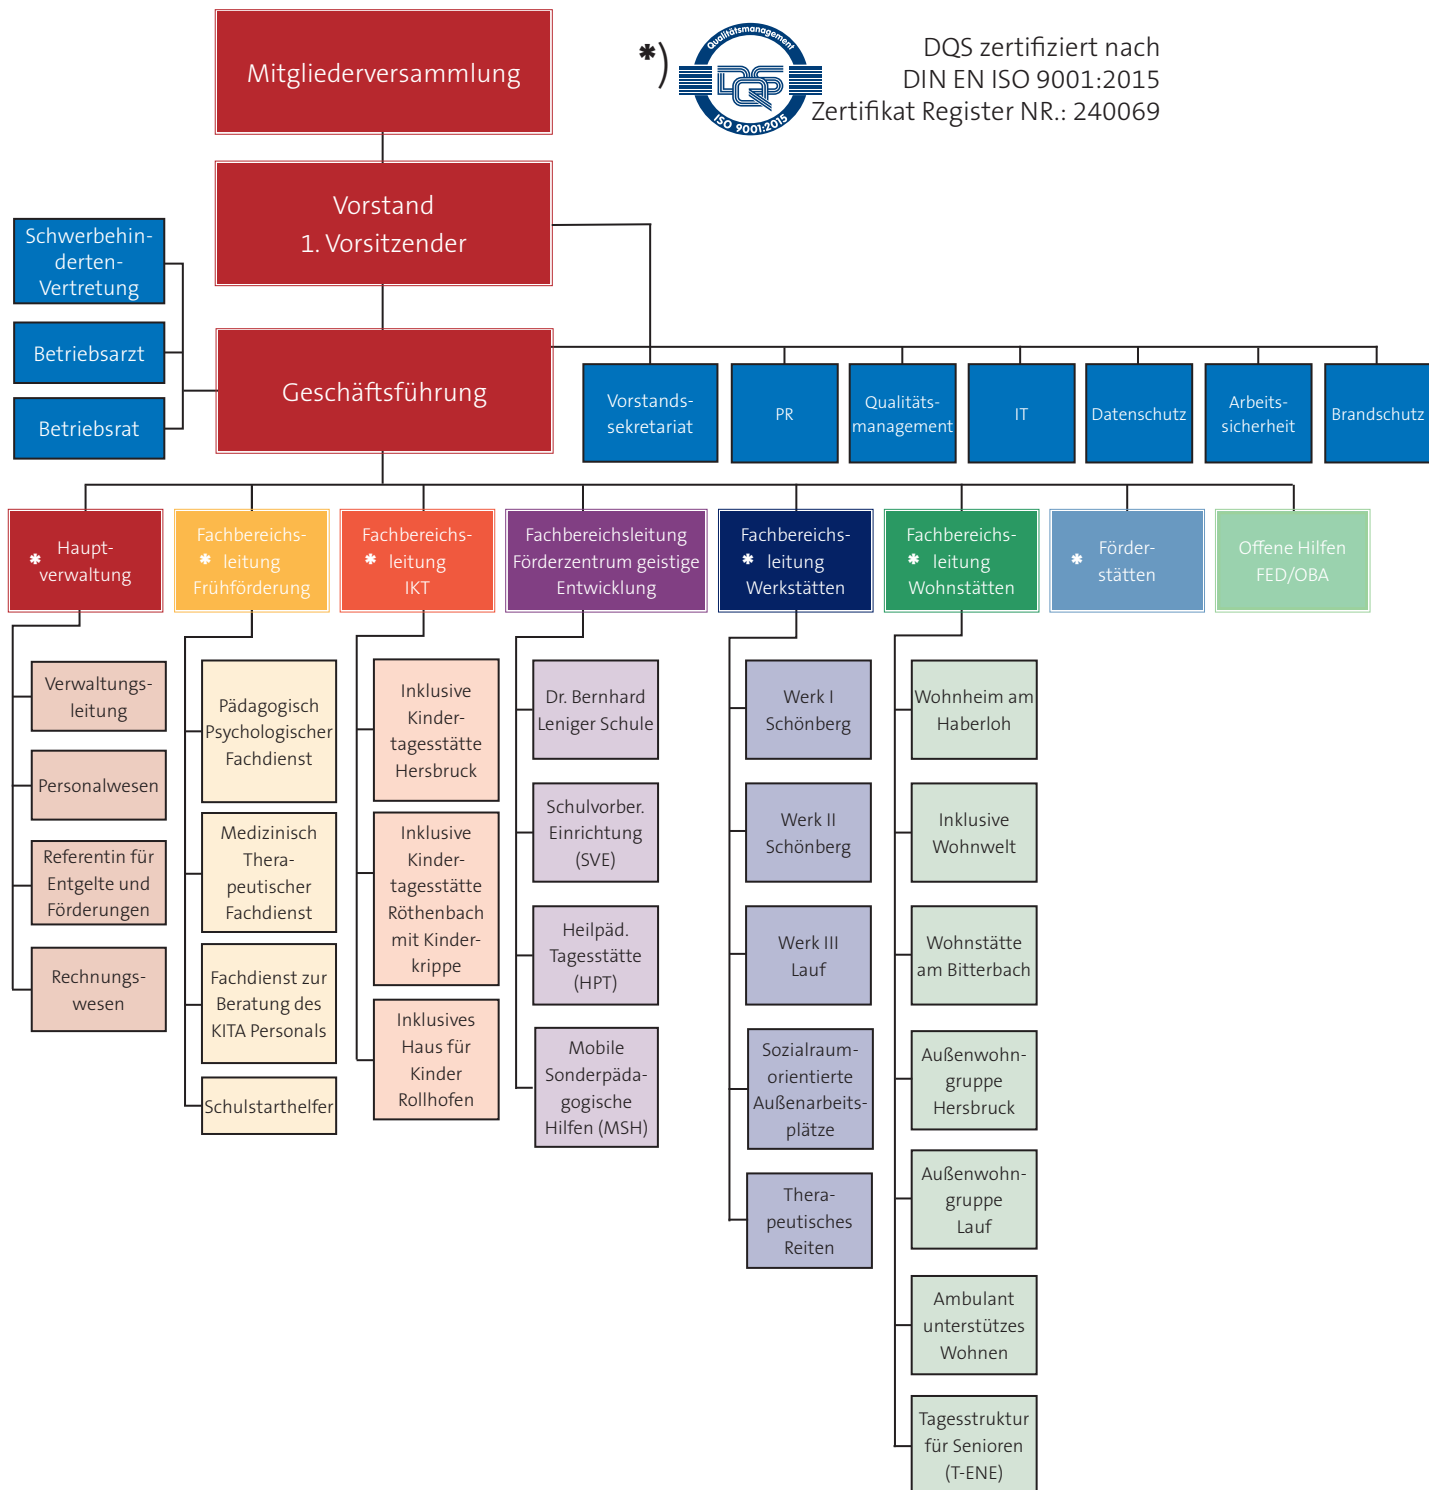 Mitgliederversammlung
*)
Qualitätsmanagement
DQS
ISO 9001:2015
DQS zertifiziert nach
DIN EN ISO 9001:2015
Zertifikat Register NR.: 240069
Vorstand
1. Vorsitzender
Schwerbehin-
derten-
Vertretung
Betriebsarzt
Betriebsrat
Geschäftsführung
Vorstands-
sekretariat
PR
Qualitäts-
management
IT
Datenschutz
Arbeits-
sicherheit
Brandschutz
Haupt-
* verwaltung
Fachbereichs-
* leitung
Frühförderung
Fachbereichs-
* leitung
IKT
Fachbereichsleitung
Förderzentrum geistige
Entwicklung
Fachbereichs-
* leitung
Werkstätten
Fachbereichs-
* leitung
Wohnstätten
* Förder-
stätten
Offene Hilfen
FED/OBA
Verwaltungs-
leitung
Personalwesen
Referentin für
Entgelte und
Förderungen
Rechnungs-
wesen
Pädagogisch
Psychologischer
Fachdienst
Medizinisch
Thera-
peutischer
Fachdienst
Fachdienst zur
Beratung des
KITA Personals
Schulstarthelfer
Inklusive
Kinder-
tagesstätte
Hersbruck
Inklusive
Kinder-
tagesstätte
Röthenbach
mit Kinder-
krippe
Inklusives
Haus für
Kinder
Rollhofen
Dr. Bernhard
Leniger Schule
Schulvorber.
Einrichtung
(SVE)
Heilpäd.
Tagesstätte
(HPT)
Mobile
Sonderpäda-
gogische
Hilfen (MSH)
Werk I
Schönberg
Werk II
Schönberg
Werk III
Lauf
Sozialraum-
orientierte
Außenarbeits-
plätze
Thera-
peutisches
Reiten
Wohnheim am
Haberloh
Inklusive
Wohnwelt
Wohnstätte
am Bitterbach
Außenwohn-
gruppe
Hersbruck
Außenwohn-
gruppe
Lauf
Ambulant
unterstützes
Wohnen
Tagesstruktur
für Senioren
(T-ENE)